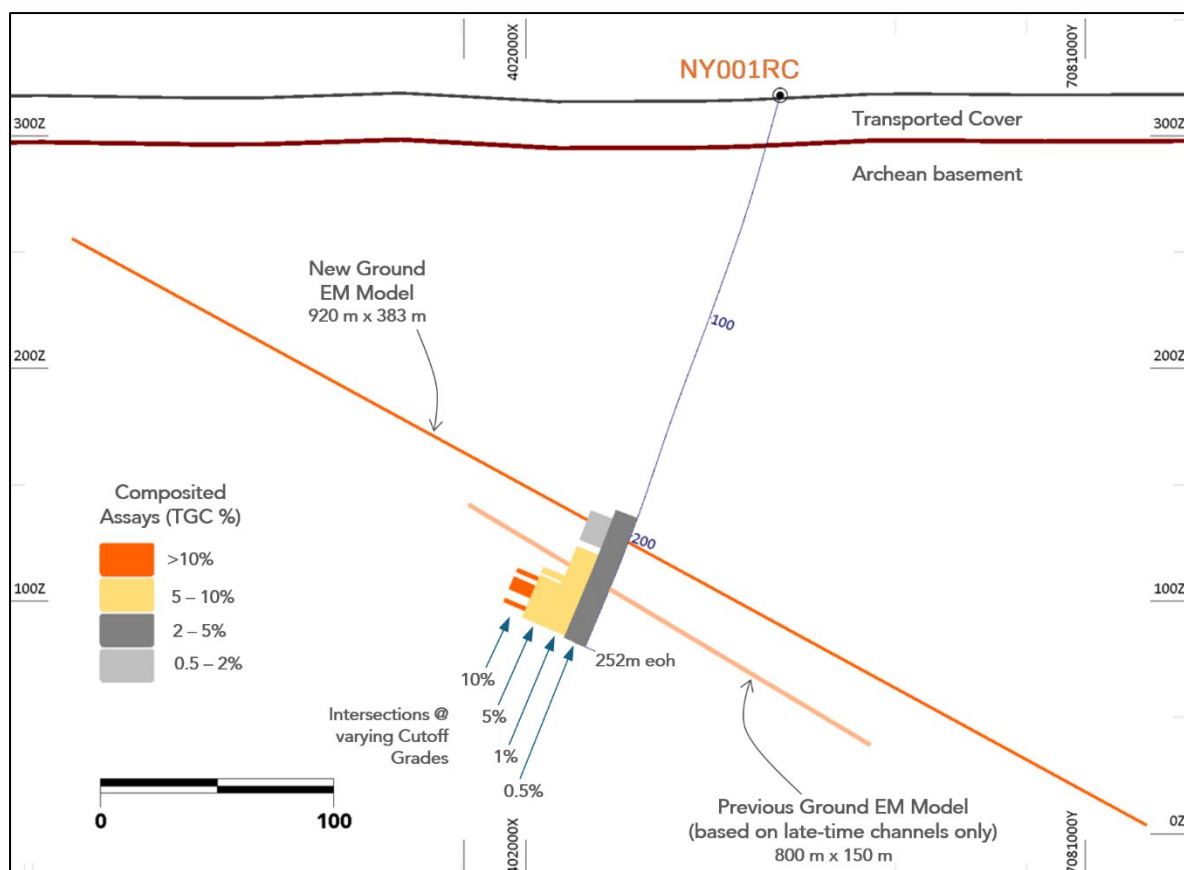 402000X
7081000Y
NY001RC
Transported Cover
300Z
300Z
Archean basement
New Ground
EM Model
920 m x 383 m
100
200Z
200Z
Composited
Assays (TGC %)
>10%
5 – 10%
2 – 5%
0.5 – 2%
200
100Z
100Z
252m eoh
10%
5%
1%
0.5%
Intersections @
varying Cutoff
Grades
0
100
Previous Ground EM Model
(based on late-time channels only)
800 m x 150 m
402000X
7081000Y
0Z